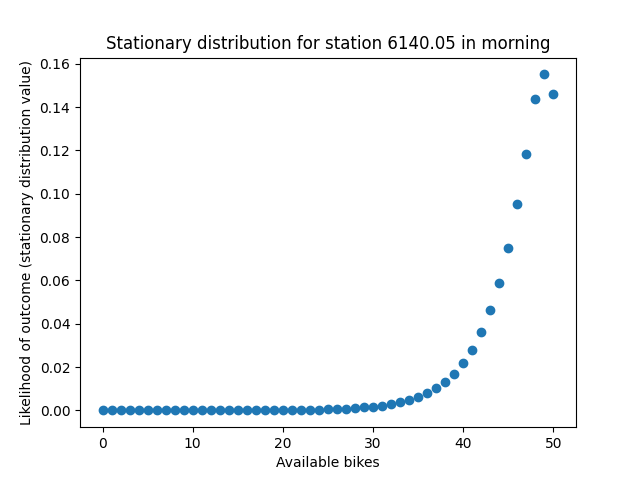 Stationary distribution for station 6140.05 in morning
Likelihood of outcome (stationary distribution value)
0.16
0.14
0.12
0.10
0.08
0.06
0.04
0.02
0.00
0 10 20 30 40 50
Available bikes